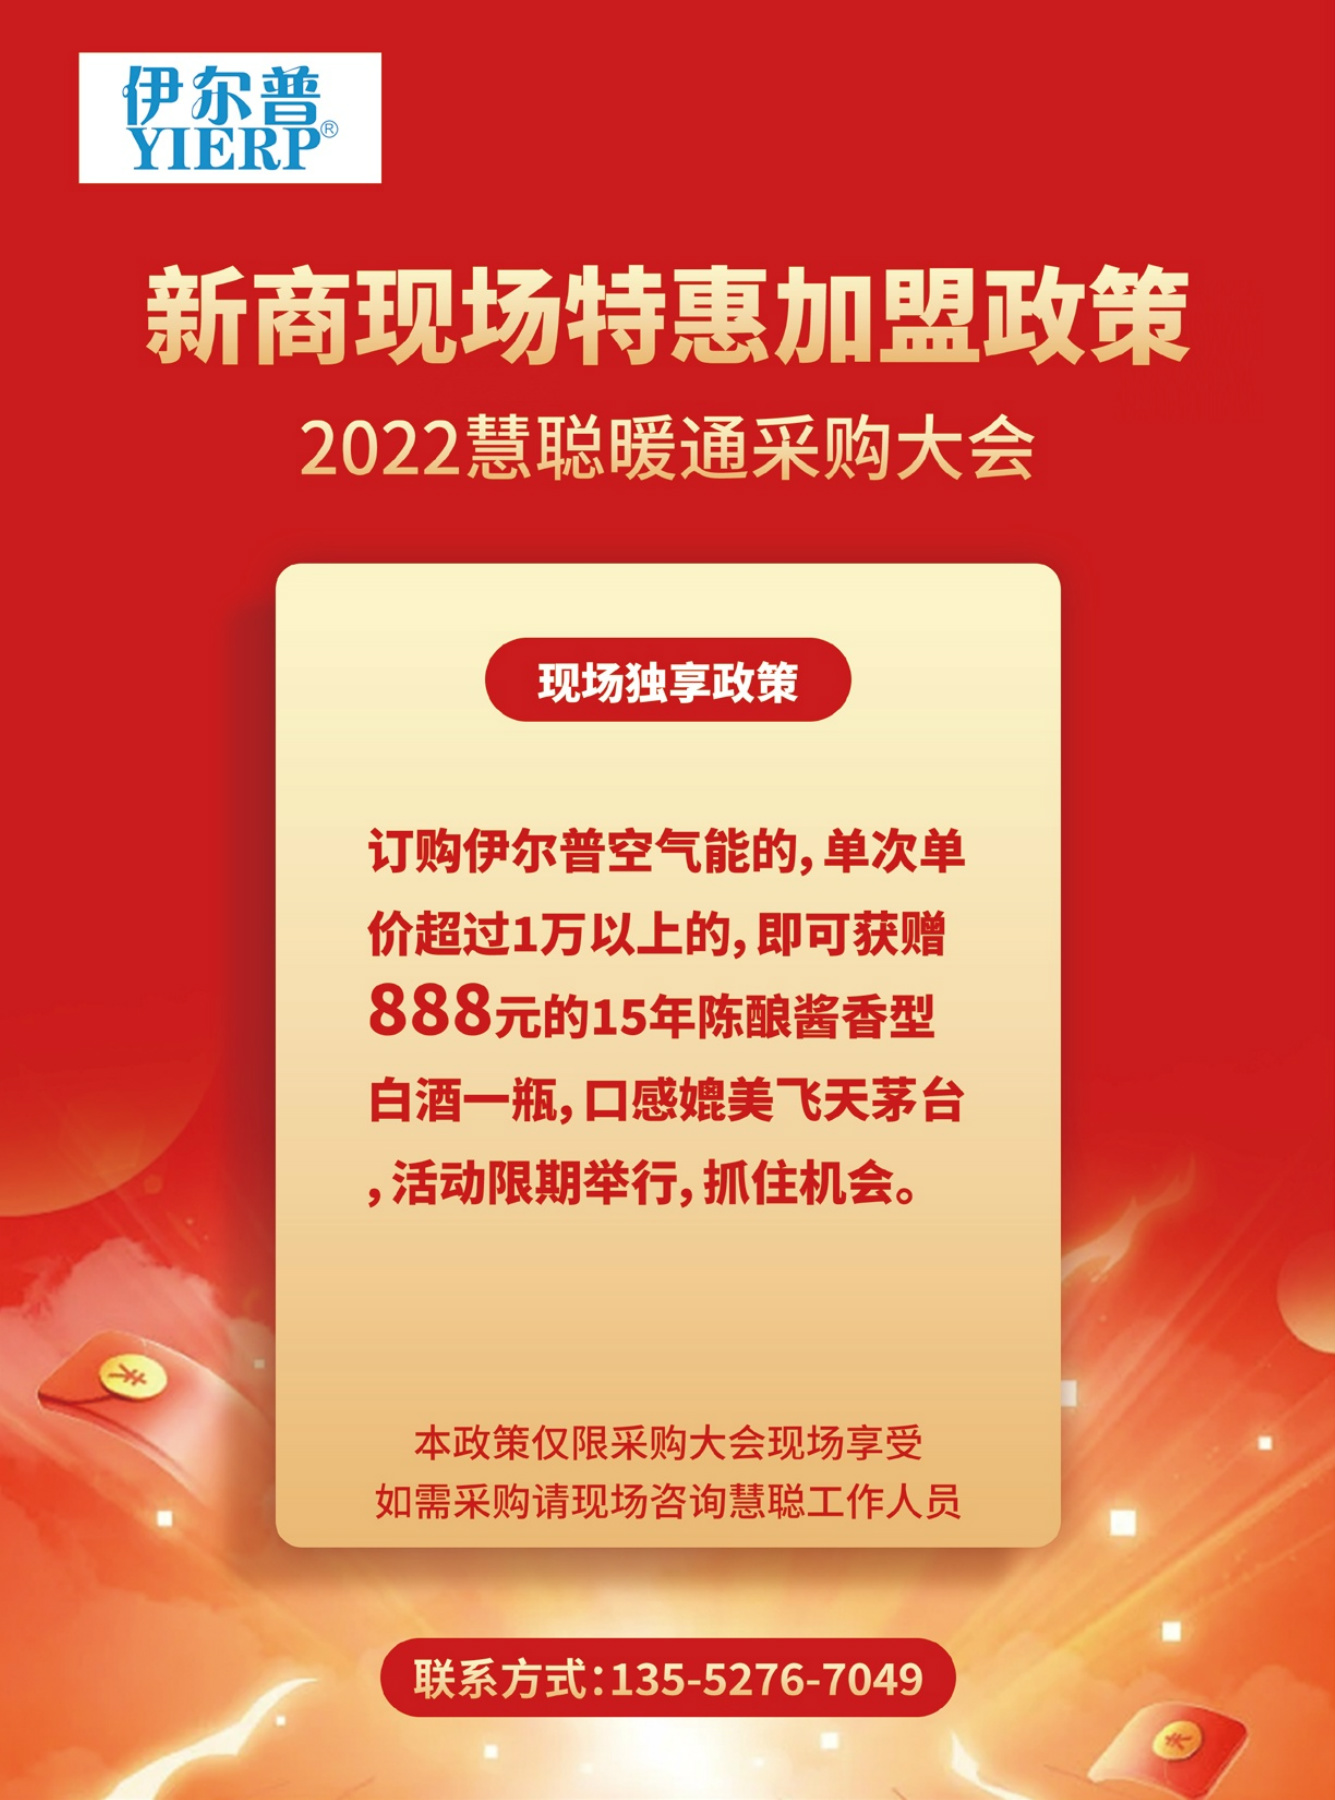 伊尔普
YIERP®
新商现场特惠加盟政策
2022慧聪暖通采购大会
现场独享政策
订购伊尔普空气能的,单次单
价超过1万以上的,即可获赠
888元的15年陈酿酱香型
白酒一瓶,口感媲美飞天茅台
,活动限期举行,抓住机会。
本政策仅限采购大会现场享受
如需采购请现场咨询慧聪工作人员
联系方式:135-5276-7049